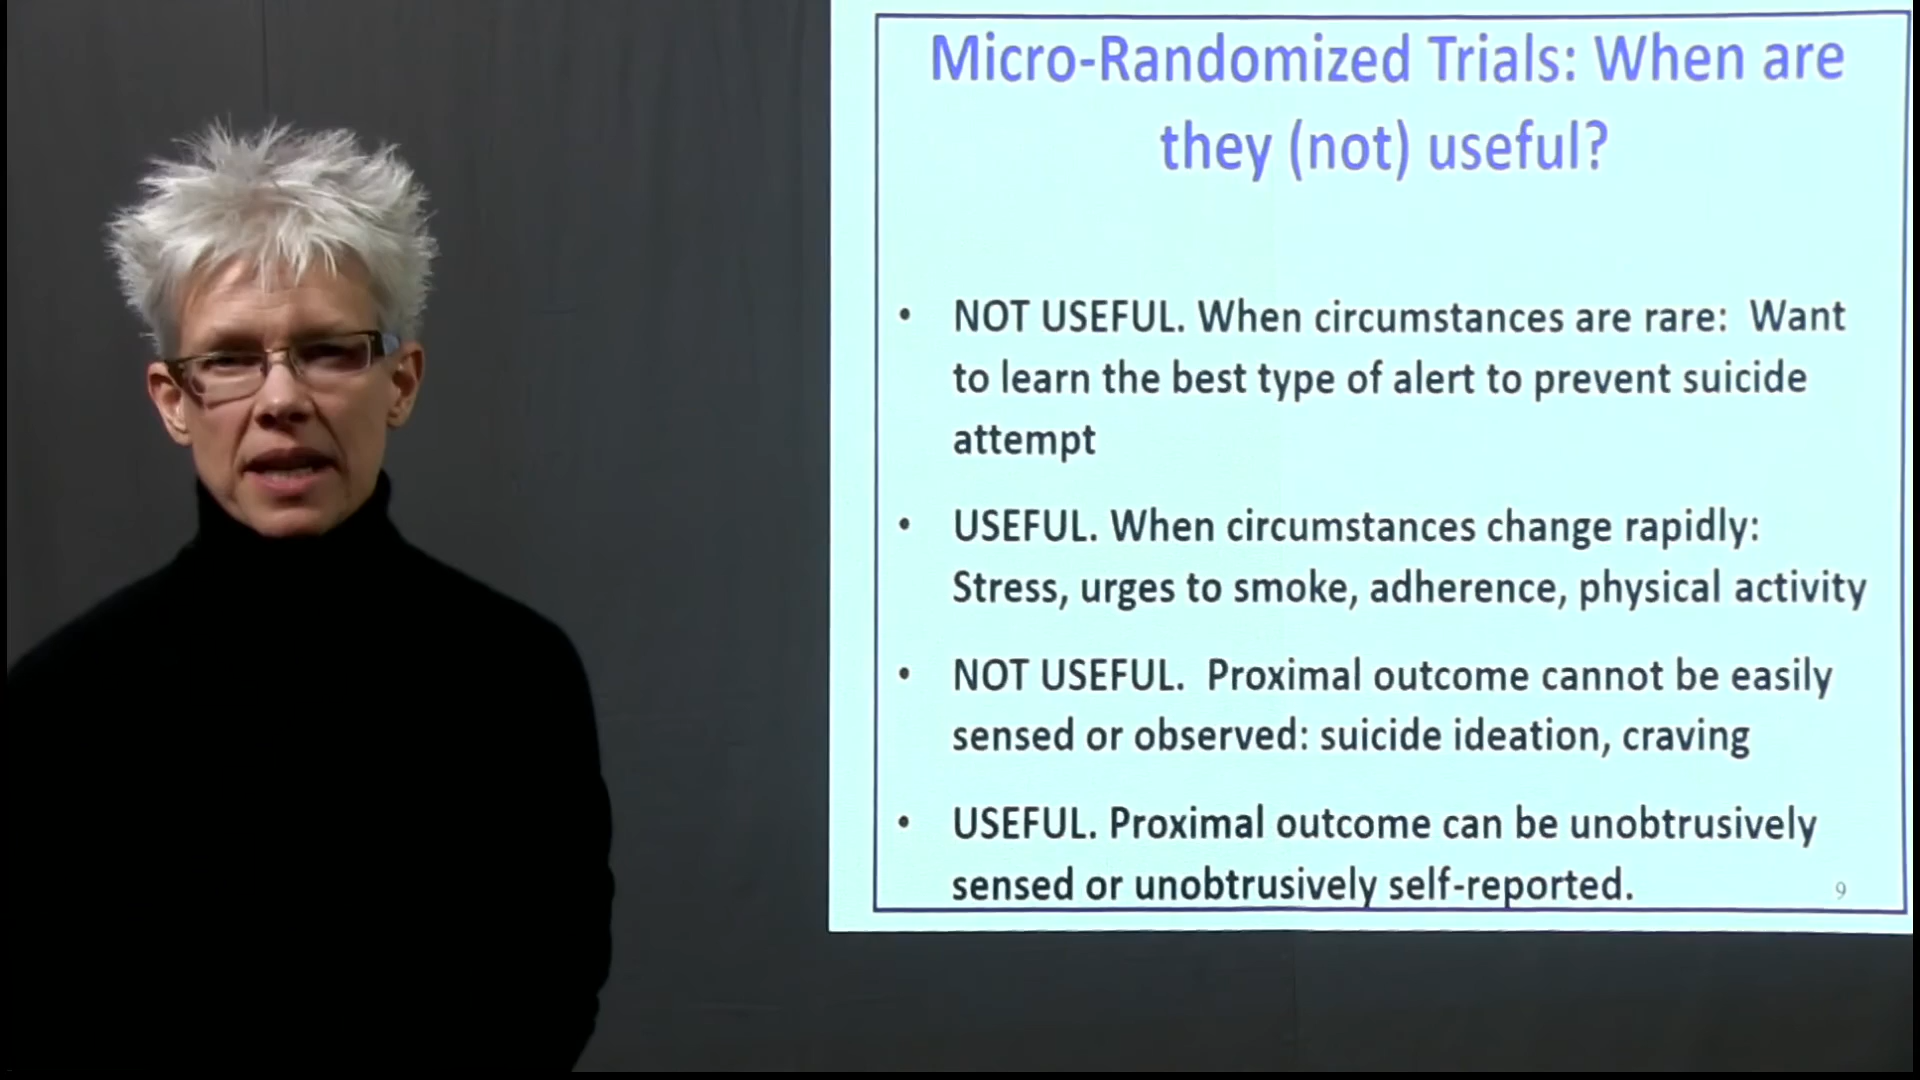 Micro-Randomized Trials: When are
they (not) useful?
• NOT USEFUL. When circumstances are rare: Want
to learn the best type of alert to prevent suicide
attempt
• USEFUL. When circumstances change rapidly:
Stress, urges to smoke, adherence, physical activity
• NOT USEFUL. Proximal outcome cannot be easily
sensed or observed: suicide ideation, craving
• USEFUL. Proximal outcome can be unobtrusively
sensed or unobtrusively self-reported.
9